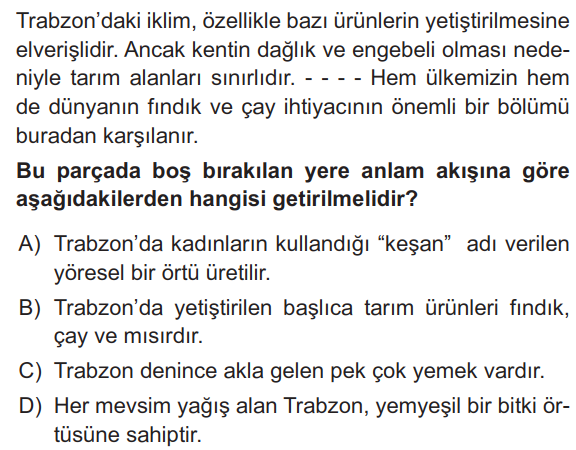 Trabzon’daki iklim, özellikle bazı ürünlerin yetiştirilmesine
elverişlidir. Ancak kentin dağlık ve engebeli olması nede-
niyle tarım alanları sınırlıdır. - - - - Hem ülkemizin hem
de dünyanın fındık ve çay ihtiyacının önemli bir bölümü
buradan karşılanır.
Bu parçada boş bırakılan yere anlam akışına göre
aşağıdakilerden hangisi getirilmelidir?
A) Trabzon’da kadınların kullandığı “keşan” adı verilen
yöresel bir örtü üretilir.
B) Trabzon’da yetiştirilen başlıca tarım ürünleri fındık,
çay ve mısırdır.
C) Trabzon denince akla gelen pek çok yemek vardır.
D) Her mevsim yağış alan Trabzon, yemyeşil bir bitki ör-
tüsüne sahiptir.